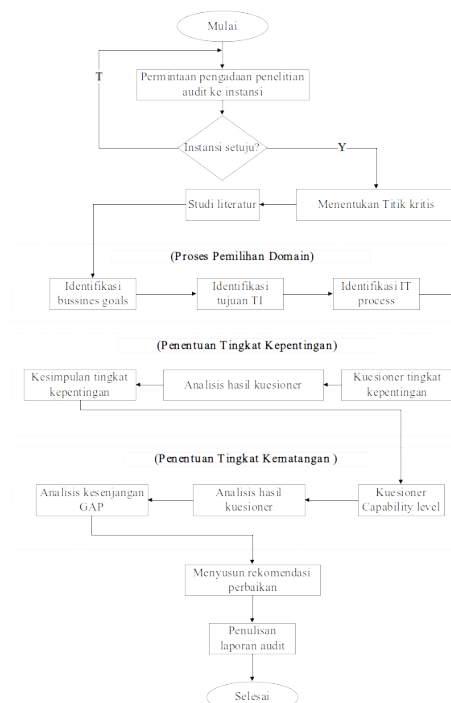 Mulai
T
Permintaan pengadaan penelitian
audit ke instansi
Instansi setuju?
Y
Studi literatur
Menentukan Titik kritis
(Proses Pemilihan Domain)
Identifikasi
bussines goals
Identifikasi
tujuan TI
Identifikasi IT
process
(Penentuan Tingkat Kepentingan)
Kesimpulan tingkat
kepentingan
Analisis hasil kuesioner
Kuesioner tingkat
kepentingan
(Penentuan Tingkat Kematangan )
Analisis kesenjangan
GAP
Analisis hasil
kuesioner
Kuesioner
Capability level
Menyusun rekomendasi
perbaikan
Penulisan
laporan audit
Selesai